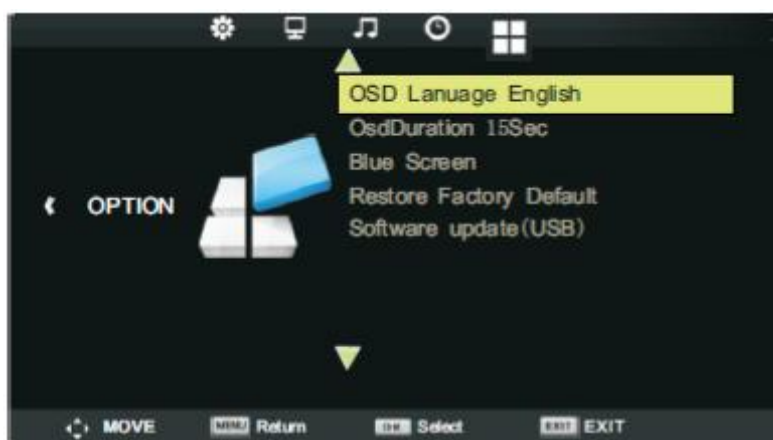 OSD Lanuage English
OsdDuration 15Sec
Blue Screen
OPTION
Restore Factory Default
Software update(USB)
MOVE MENU Return OK Select EXIT EXIT